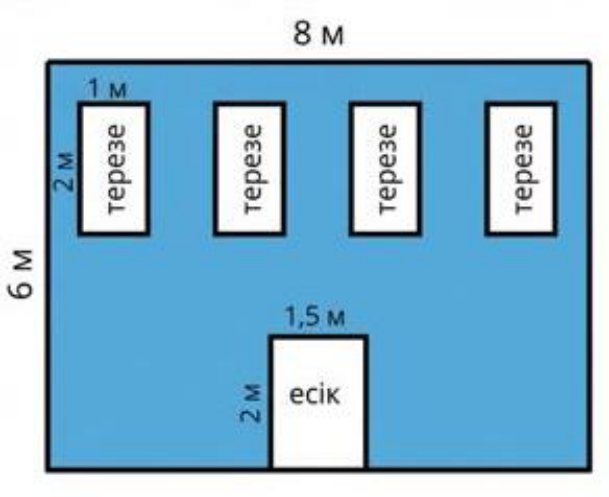 8 м
1 м
2 м
терезе
терезе
терезе
терезе
6 м
1,5 м
2 м
есік